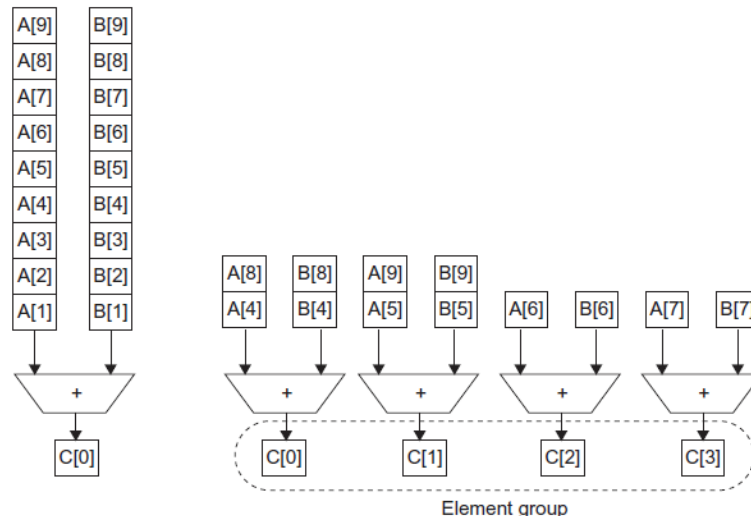 A[9] B[9]
A[8] B[8]
A[7] B[7]
A[6] B[6]
A[5] B[5]
A[4] B[4]
A[3] B[3]
A[2] B[2]
A[1] B[1]
+
C[0]
A[8] B[8] A[9] B[9]
A[4] B[4] A[5] B[5] A[6] B[6] A[7] B[7]
+ + + +
C[0] C[1] C[2] C[3]
Element group